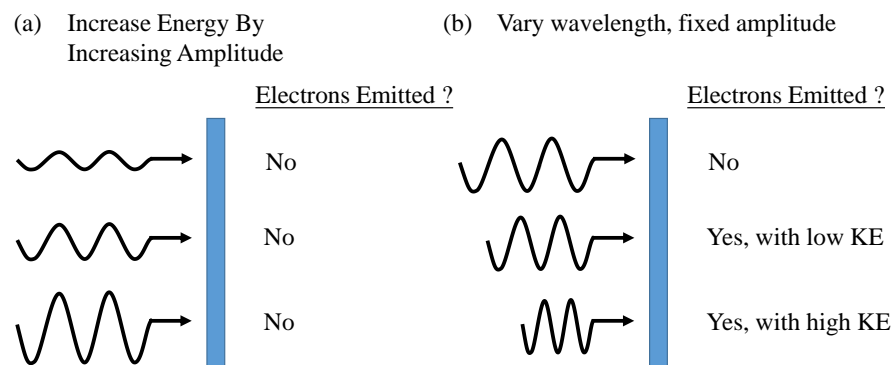 (a) Increase Energy By
Increasing Amplitude
Electrons Emitted ?
No
No
No
(b) Vary wavelength, fixed amplitude
Electrons Emitted ?
No
Yes, with low KE
Yes, with high KE